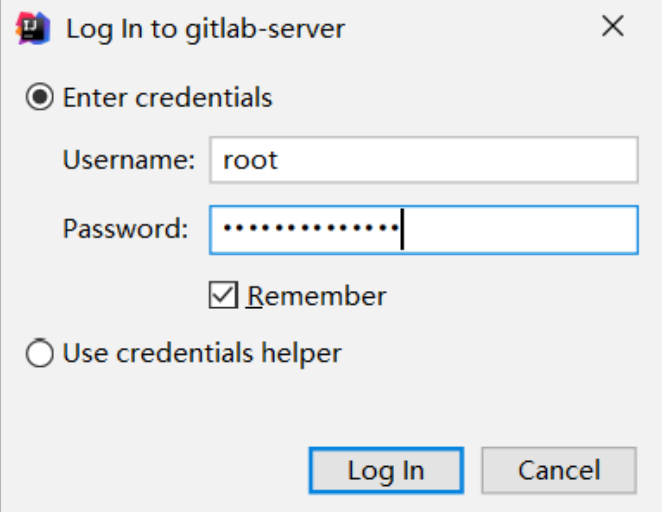 Log In to gitlab-server
Enter credentials
Username: root
Password: ••••••••••••••
Remember
Use credentials helper
Log In Cancel